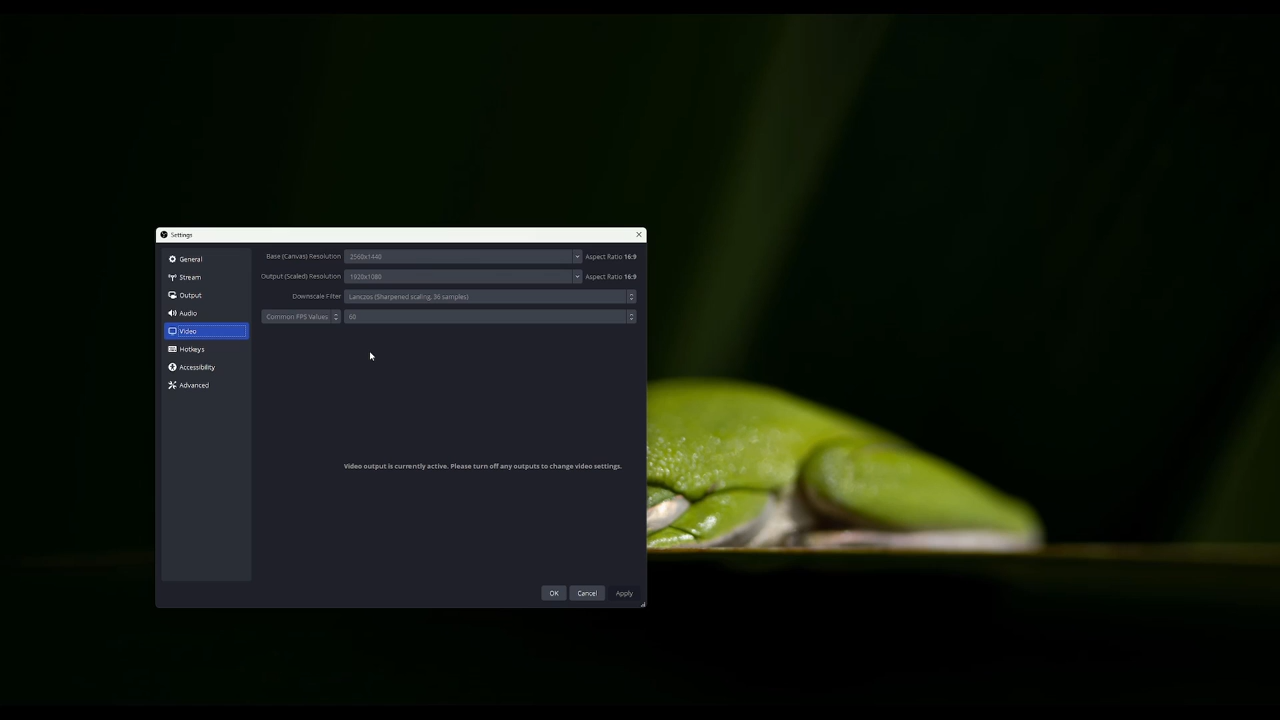 Settings
General
Stream
Output
Audio
Video
Hotkeys
Accessibility
Advanced
Base (Canvas) Resolution 2560x1440 Aspect Ratio 16:9
Output (Scaled) Resolution 1920x1080 Aspect Ratio 16:9
Downscale Filter Lanczos (Sharpened scaling, 36 samples)
Common FPS Values 60
Video output is currently active. Please turn off any outputs to change video settings.
OK Cancel Apply